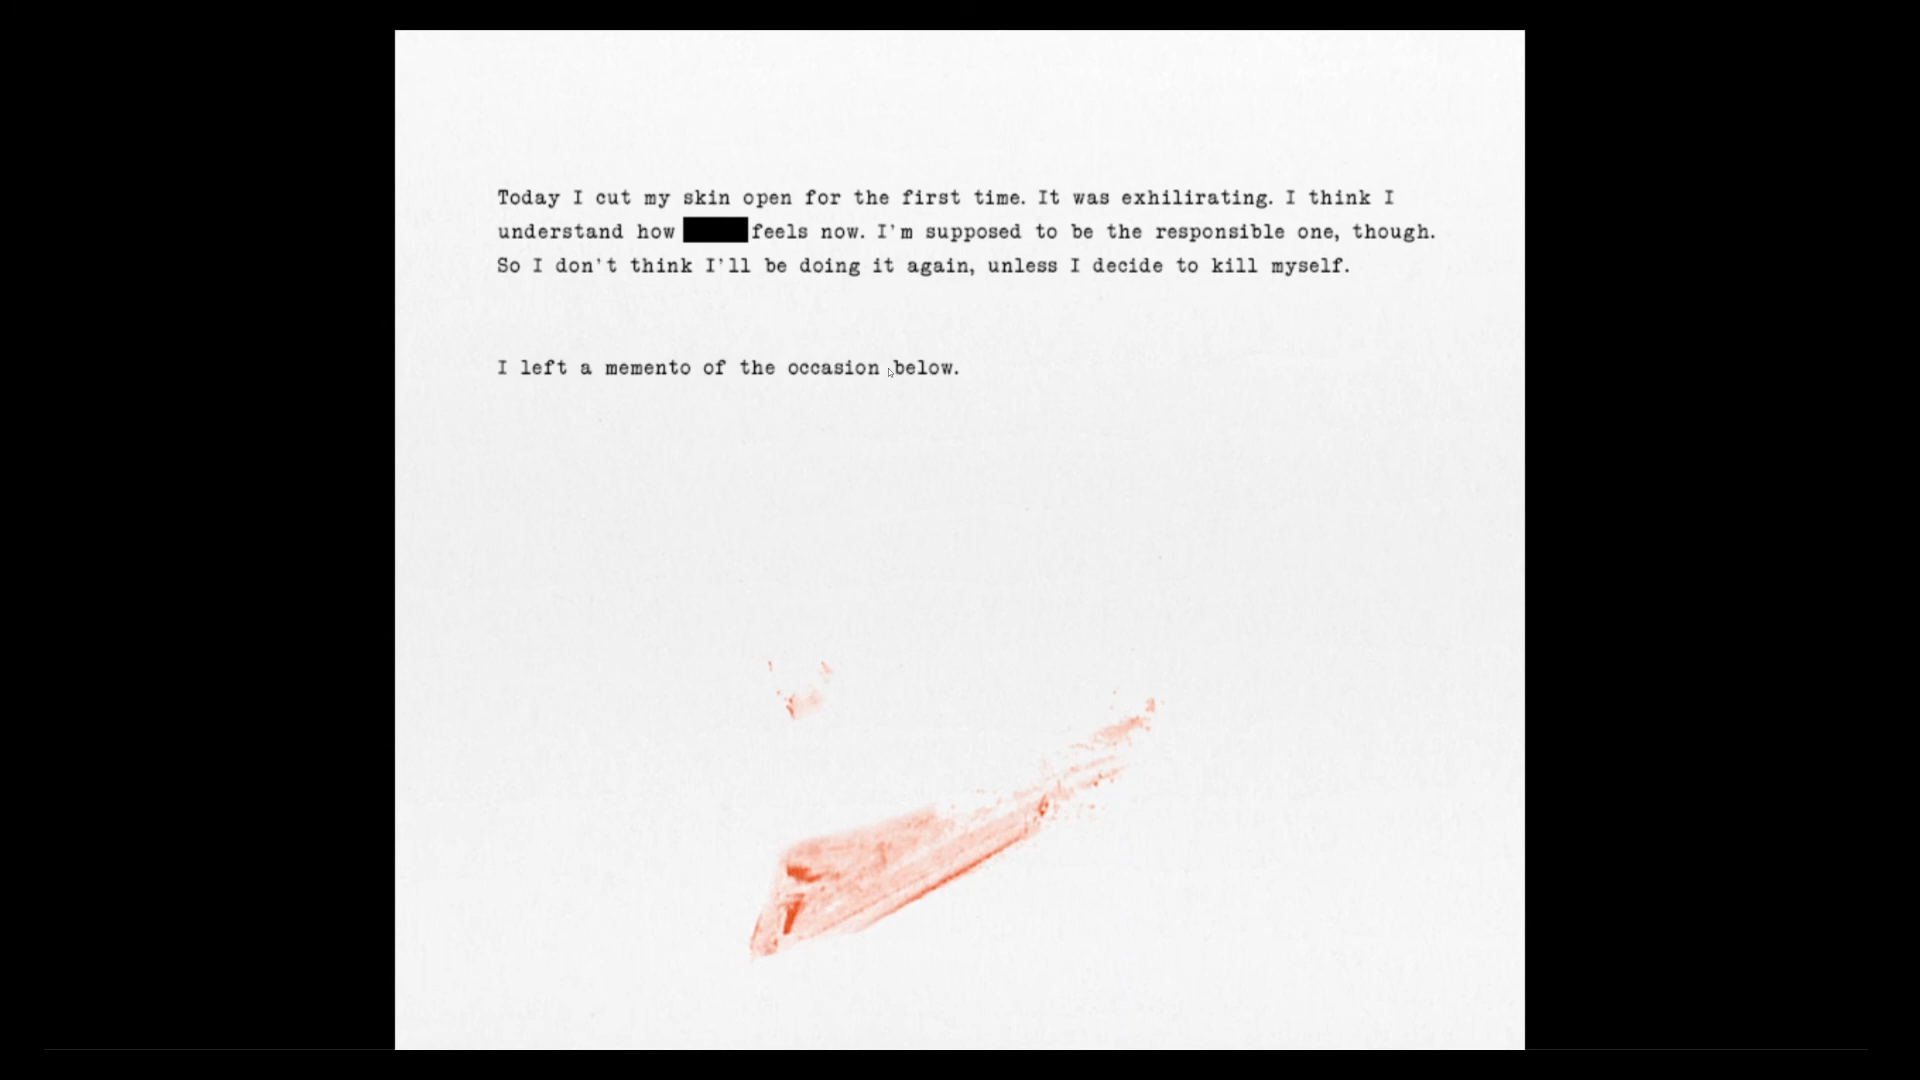 Today I cut my skin open for the first time. It was exhilirating. I think I
understand how feels now. I'm supposed to be the responsible one, though.
So I don't think I'll be doing it again, unless I decide to kill myself.
I left a memento of the occasion below.